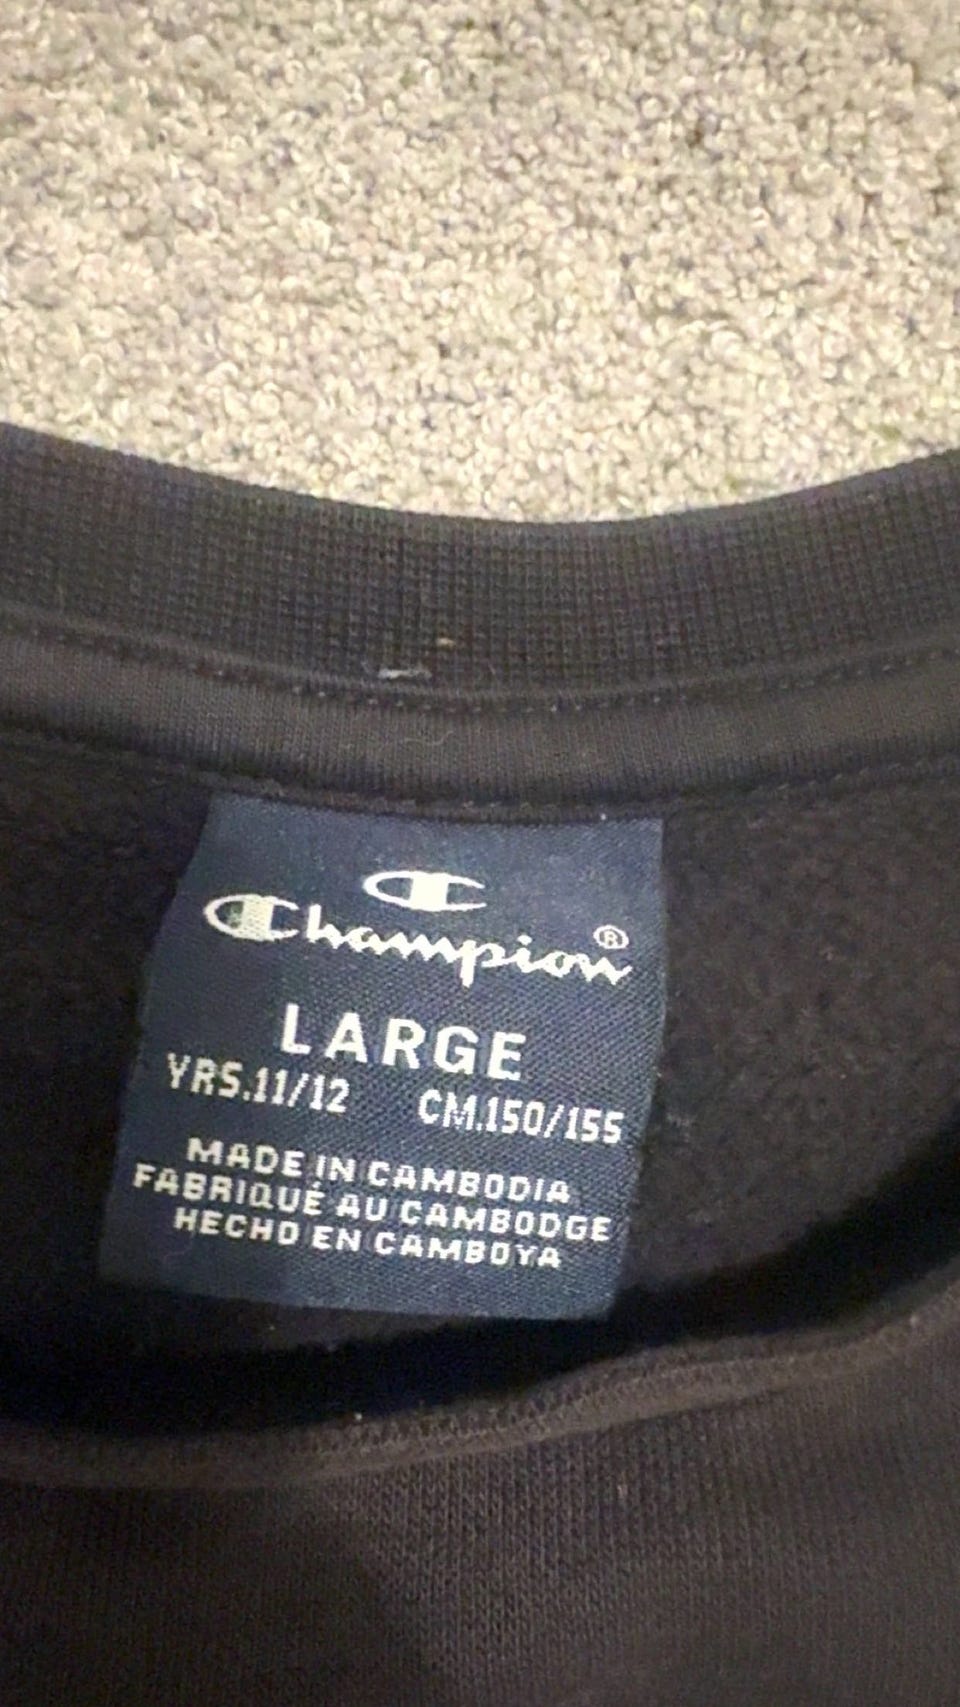 Champion®
LARGE
YRS.11/12 CM.150/155
MADE IN CAMBODIA
FABRIQUÉ AU CAMBODGE
HECHO EN CAMBOYA